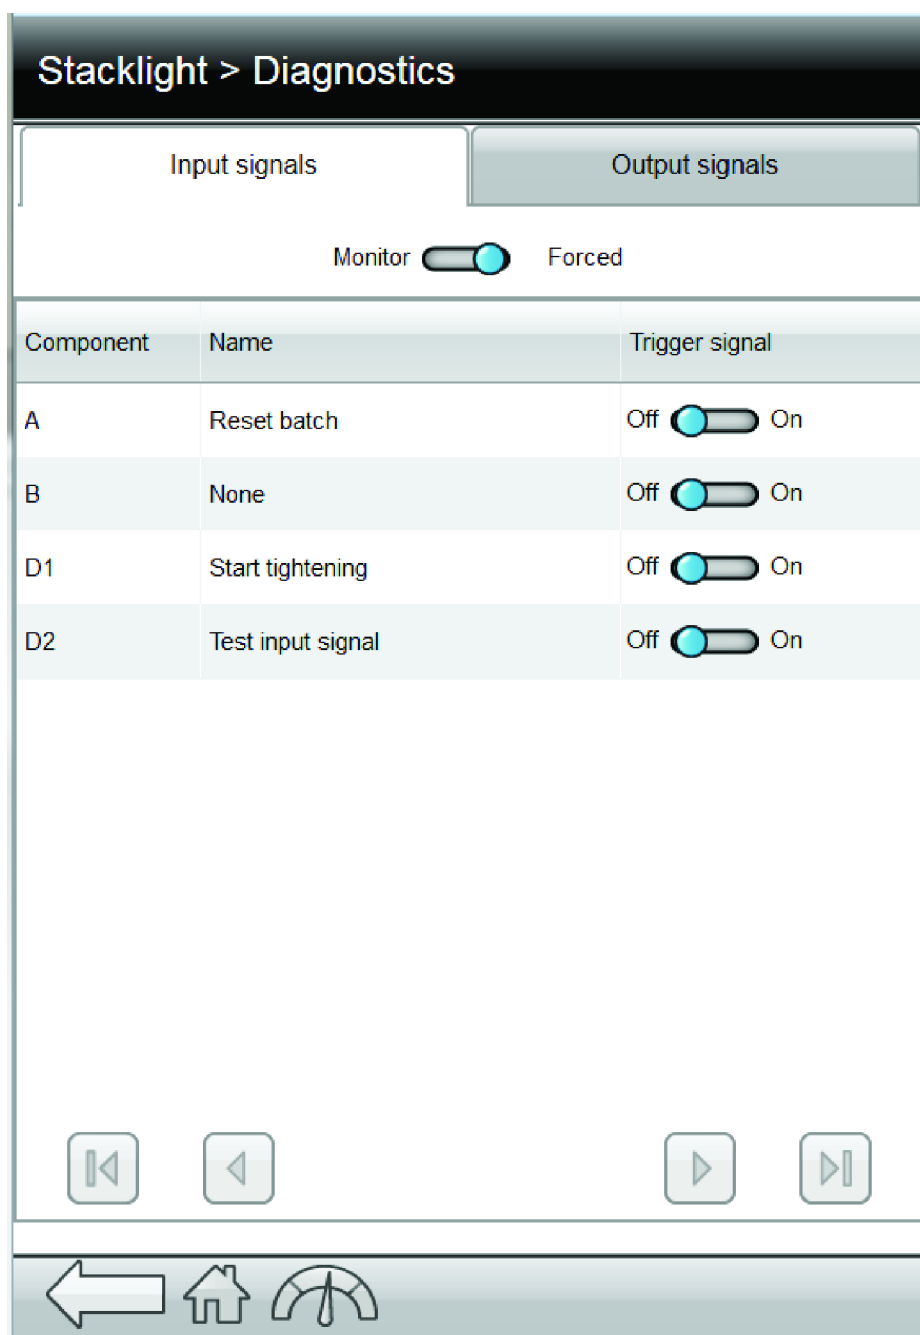 Stacklight > Diagnostics
Input signals Output signals
Monitor Forced
Component Name Trigger signal
A Reset batch Off On
B None Off On
D1 Start tightening Off On
D2 Test input signal Off On